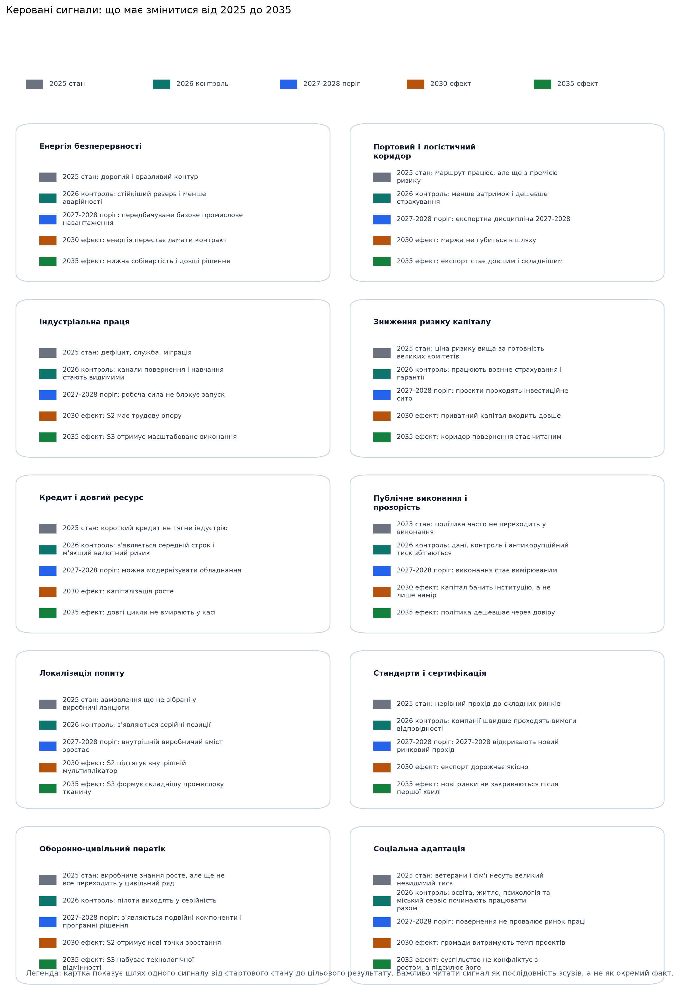 Керовані сигнали: що має змінитися від 2025 до 2035
2025 стан
2026 контроль
2027-2028 поріг
2030 ефект
2035 ефект
Енергія безперервності
2025 стан: дорогий і вразливий контур
2026 контроль: стійкіший резерв і менше
аварійності
2027-2028 поріг: передбачуване базове промислове
навантаження
2030 ефект: енергія перестає ламати контракт
2035 ефект: нижча собівартість і довші рішення
Портовий і логістичний
коридор
2025 стан: маршрут працює, але ще з премією
ризику
2026 контроль: менше затримок і дешевше
страхування
2027-2028 поріг: експортна дисципліна 2027-2028
2030 ефект: маржа не губиться в шляху
2035 ефект: експорт стає довшим і складнішим
Індустріальна праця
2025 стан: дефіцит, служба, міграція
2026 контроль: канали повернення і навчання
стають видимими
2027-2028 поріг: робоча сила не блокує запуск
2030 ефект: S2 має трудову опору
2035 ефект: S3 отримує масштабоване виконання
Зниження ризику капіталу
2025 стан: ціна ризику вища за готовність
великих комітетів
2026 контроль: працюють воєнне страхування і
гарантії
2027-2028 поріг: проєкти проходять інвестиційне
сито
2030 ефект: приватний капітал входить довше
2035 ефект: коридор повернення стає читаним
Кредит і довгий ресурс
2025 стан: короткий кредит не тягне індустрію
2026 контроль: з'являється середній строк і
м'якший валютний ризик
2027-2028 поріг: можна модернізувати обладнання
2030 ефект: капіталізація росте
2035 ефект: довгі цикли не вмирають у касі
Публічне виконання і
прозорість
2025 стан: політика часто не переходить у
виконання
2026 контроль: дані, контроль і антикорупційний
тиск збігаються
2027-2028 поріг: виконання стає вимірюваним
2030 ефект: капітал бачить інституцію, а не
лише намір
2035 ефект: політика дешевшає через довіру
Локалізація попиту
2025 стан: замовлення ще не зібрані у
виробничі ланцюги
2026 контроль: з'являються серійні позиції
2027-2028 поріг: внутрішній виробничий вміст
зростає
2030 ефект: S2 підтягує внутрішній
мультиплікатор
2035 ефект: S3 формує складнішу промислову
тканину
Стандарти і сертифікація
2025 стан: нерівний прохід до складних ринків
2026 контроль: компанії швидше проходять вимоги
відповідності
2027-2028 поріг: 2027-2028 відкривають новий
ринковий прохід
2030 ефект: експорт дорожчає якісно
2035 ефект: нові ринки не закриваються після
першої хвилі
Оборонно-цивільний перетік
2025 стан: виробниче знання росте, але ще не
все переходить у цивільний ряд
2026 контроль: пілоти виходять у серійність
2027-2028 поріг: з'являються подвійні компоненти і
програмні рішення
2030 ефект: S2 отримує нові точки зростання
2035 ефект: S3 набуває технологічної
відмінності
Соціальна адаптація
2025 стан: ветерани і сім'ї несуть великий
невидимий тиск
2026 контроль: освіта, житло, психологія та
міський сервіс починають працювати
разом
2027-2028 поріг: повернення не провалює ринок праці
2030 ефект: громади витримують темп проектів
2035 ефект: суспільство не конфліктує з
ростом, а підсилює його
Легенда: картка показує шлях одного сигналу від стартового стану до цільового результату. Важливо читати сигнал як послідовність зсувів, а не як окремий факт.